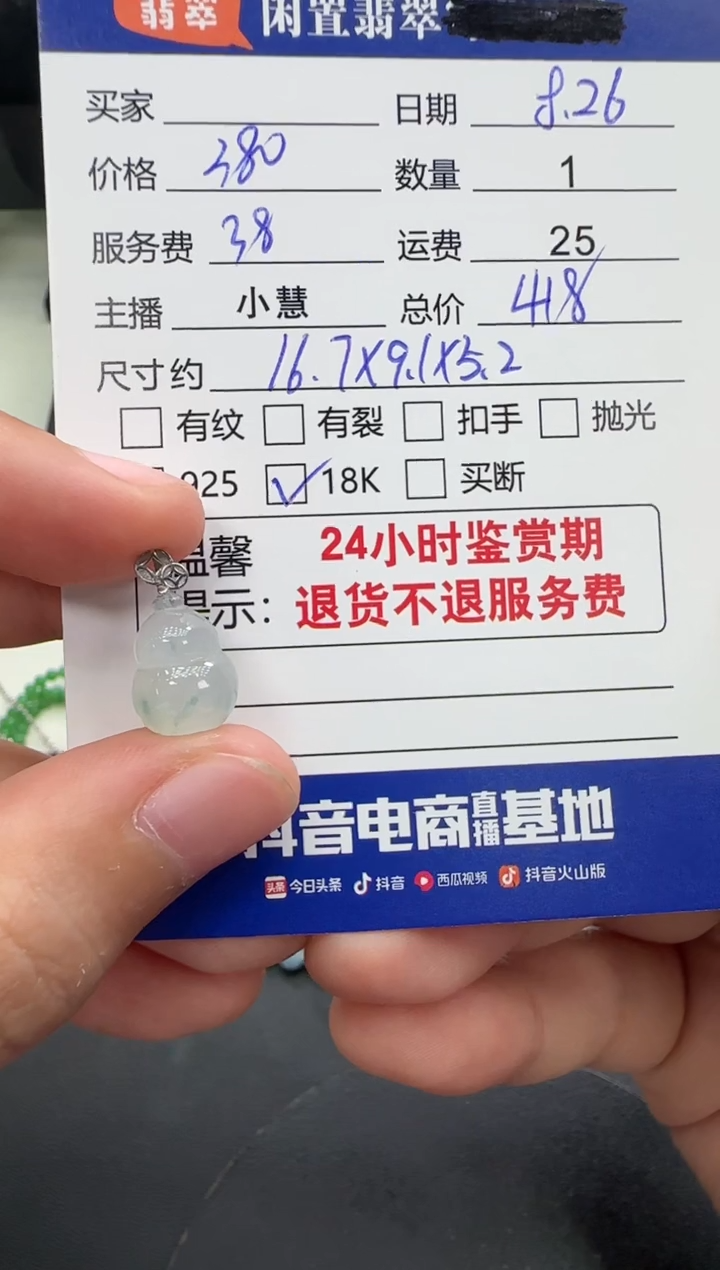 翡翠 闲置翡翠
买家 日期 8.26
价格 380 数量 1
服务费 38 运费 25
主播 小慧 总价 418
尺寸约 16.7X9.1X5.2
有纹 有裂 扣手 抛光
925 18K 买断
温馨 24小时鉴赏期
提示：退货不退服务费
抖音电商直播基地
头条 今日头条 抖音 西瓜视频 抖音火山版